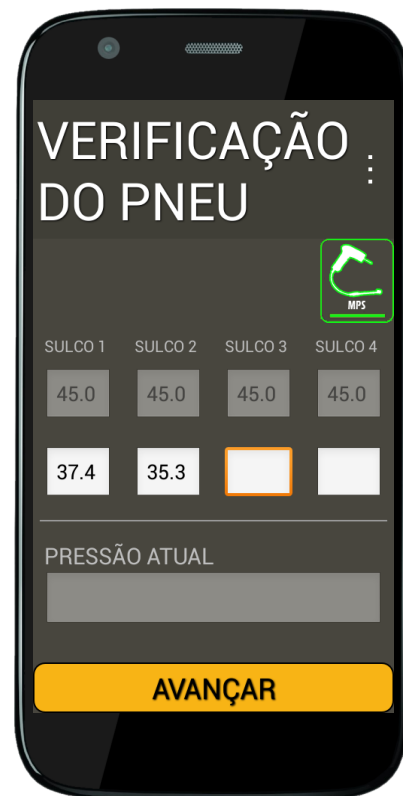 VERIFICAÇÃO
DO PNEU
MPS
SULCO 1 SULCO 2 SULCO 3 SULCO 4
45.0 45.0 45.0 45.0
37.4 35.3
PRESSÃO ATUAL
AVANÇAR